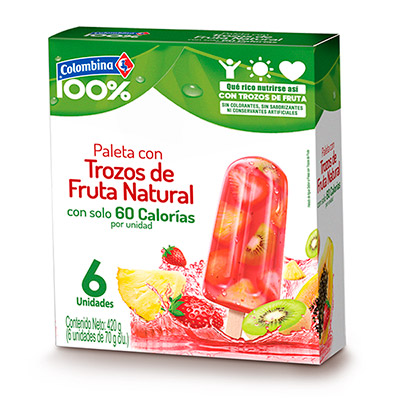 Colombina
100%
Qué rico nutrirse así
CON TROZOS DE FRUTA
SIN COLORANTES, SIN SABORIZANTES
NI CONSERVANTES ARTIFICIALES
Paleta con
Trozos de
Fruta Natural
con solo 60 Calorías
por unidad
6
Unidades
Contenido Neto: 420 g
(6 unidades de 70 g c/u.)